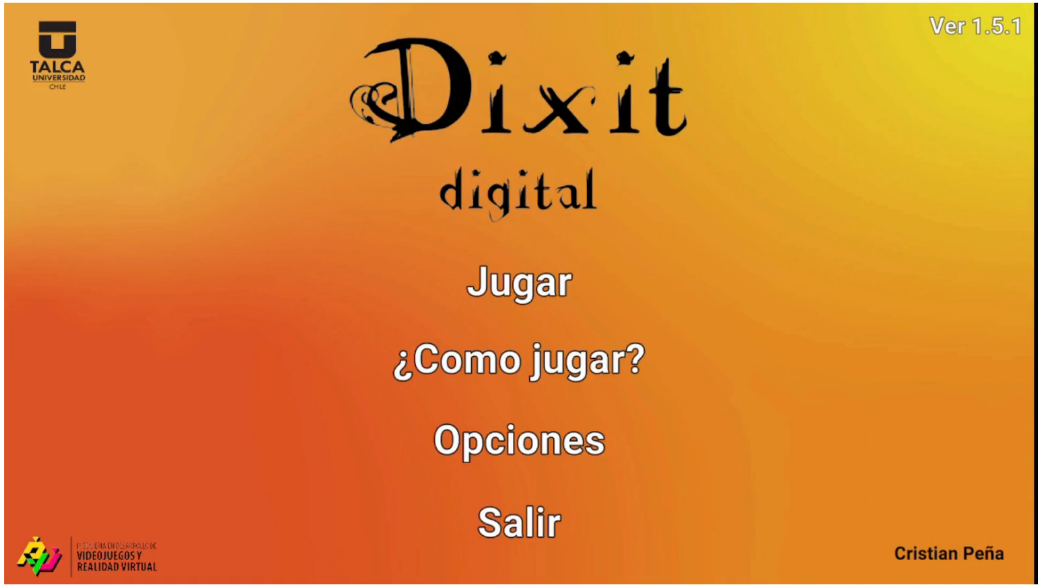 TALCA
UNIVERSIDAD
CHILE
Ver 1.5.1
Dixit
digital
Jugar
¿Como jugar?
Opciones
Salir
VIDEOJUEGOS Y
REALIDAD VIRTUAL
Cristian Peña